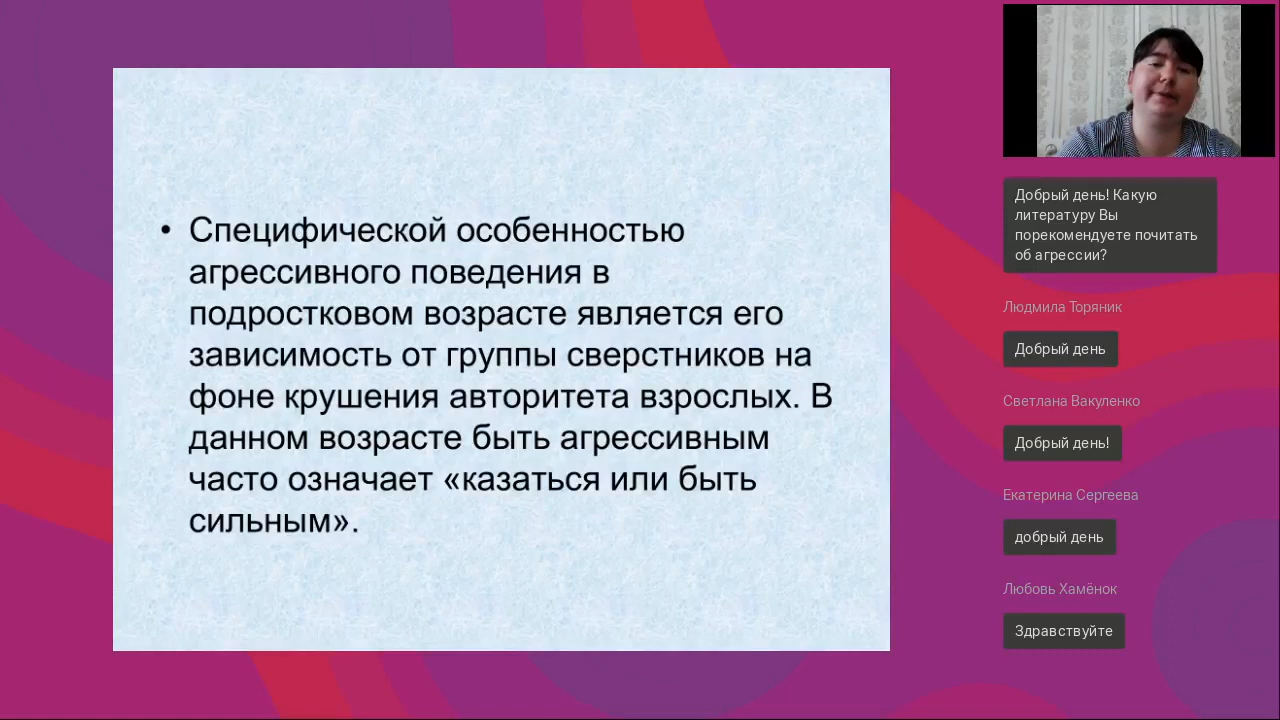 • Специфической особенностью
агрессивного поведения в
подростковом возрасте является его
зависимость от группы сверстников на
фоне крушения авторитета взрослых. В
данном возрасте быть агрессивным
часто означает «казаться или быть
сильным».
Добрый день! Какую
литературу Вы
порекомендуете почитать
об агрессии?
Людмила Торяник
Добрый день
Светлана Вакуленко
Добрый день!
Екатерина Сергеева
добрый день
Любовь Хамёнок
Здравствуйте